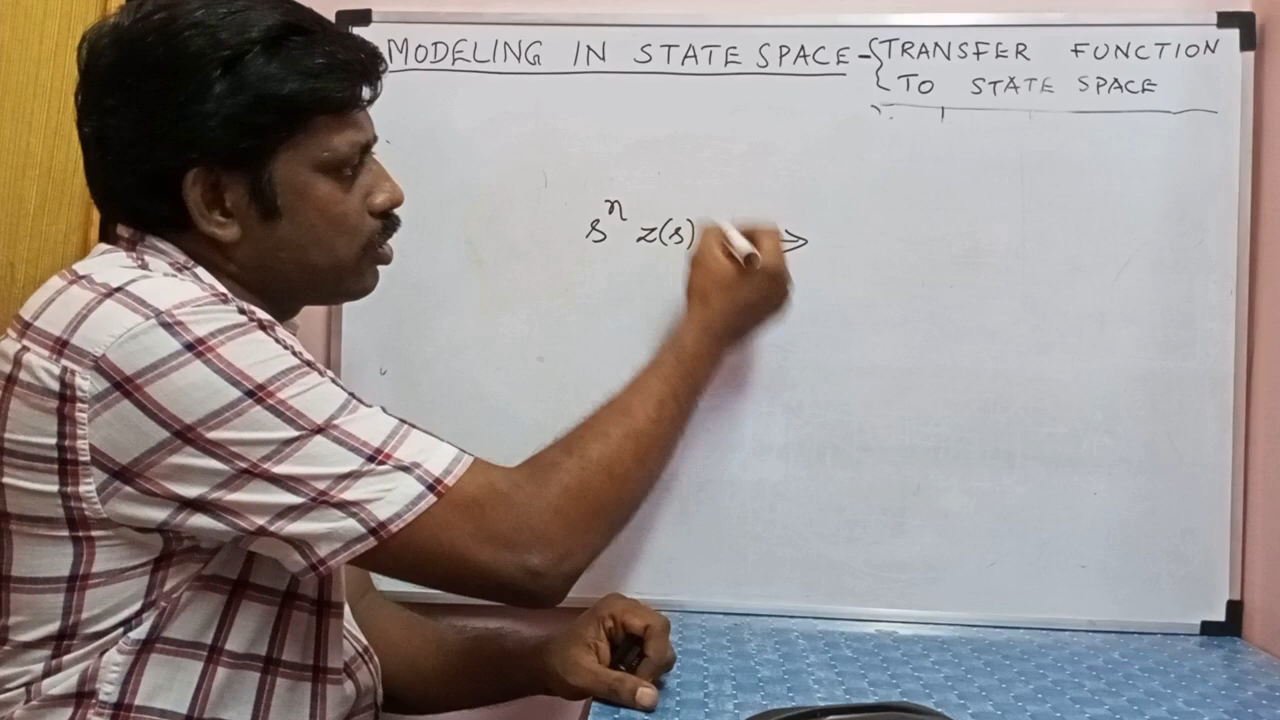 MODELING IN STATE SPACE - { TRANSFER FUNCTION
TO STATE SPACE
s^n z(s) ⇒